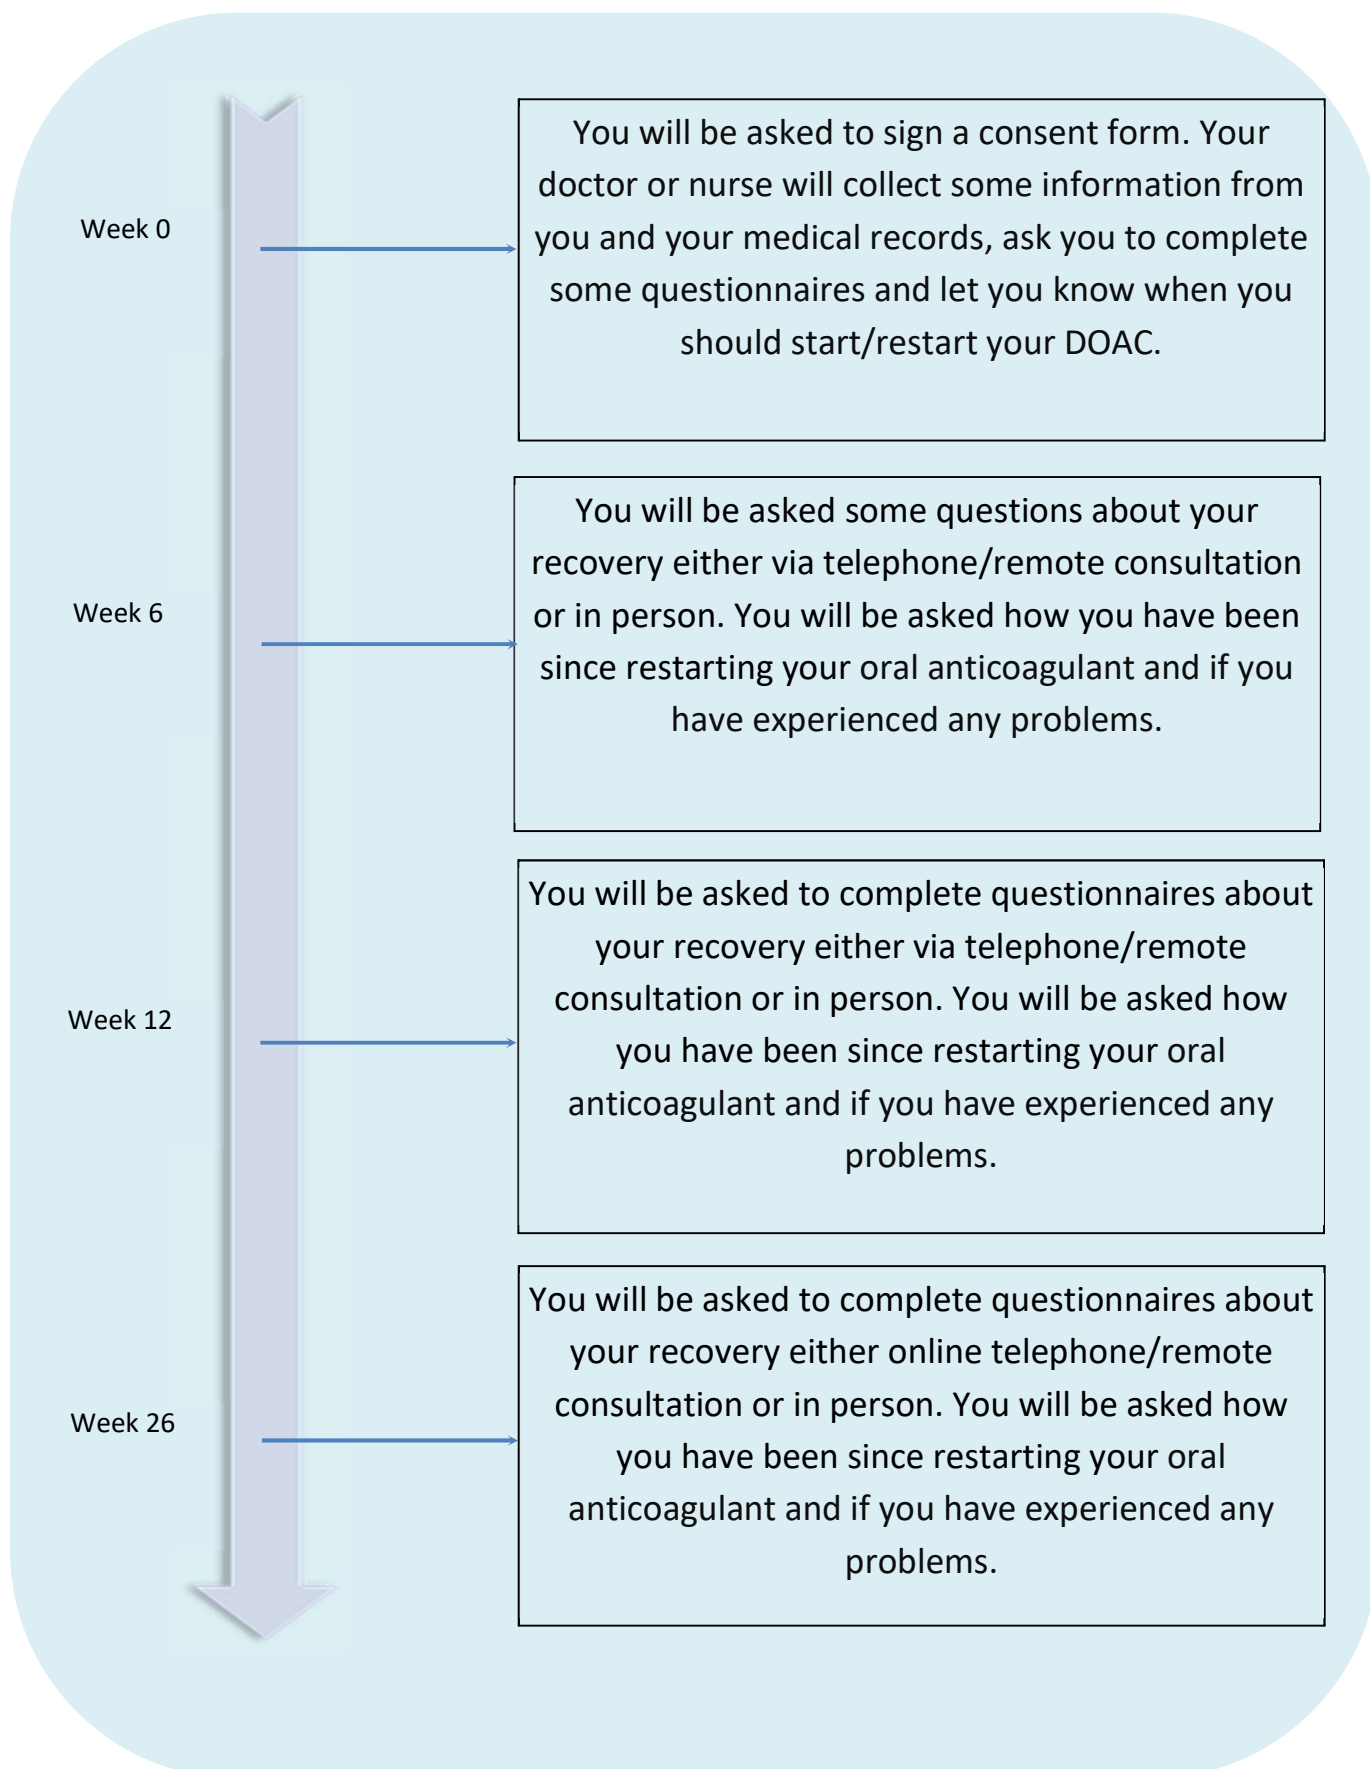 Week 0
You will be asked to sign a consent form. Your
doctor or nurse will collect some information from
you and your medical records, ask you to complete
some questionnaires and let you know when you
should start/restart your DOAC.
Week 6
You will be asked some questions about your
recovery either via telephone/remote consultation
or in person. You will be asked how you have been
since restarting your oral anticoagulant and if you
have experienced any problems.
Week 12
You will be asked to complete questionnaires about
your recovery either via telephone/remote
consultation or in person. You will be asked how
you have been since restarting your oral
anticoagulant and if you have experienced any
problems.
Week 26
You will be asked to complete questionnaires about
your recovery either online telephone/remote
consultation or in person. You will be asked how
you have been since restarting your oral
anticoagulant and if you have experienced any
problems.